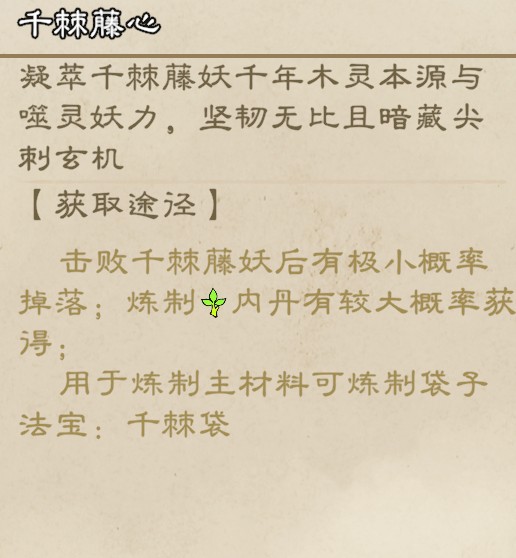 千棘藤心
凝萃千棘藤妖千年木灵本源与
噬灵妖力，坚韧无比且暗藏尖
刺玄机
【获取途径】
击败千棘藤妖后有极小概率
掉落；炼制内丹有较大概率获
得；
用于炼制主材料可炼制袋子
法宝：千棘袋